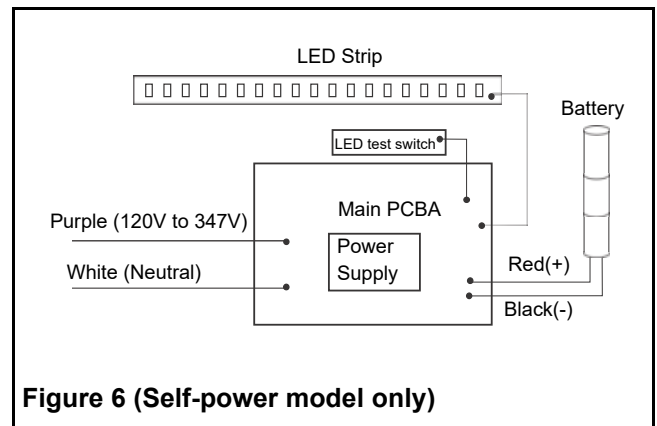 LED Strip
Battery
LED test switch
Main PCBA
Purple (120V to 347V)
Power
Supply
White (Neutral)
Red(+)
Black(-)
Figure 6 (Self-power model only)